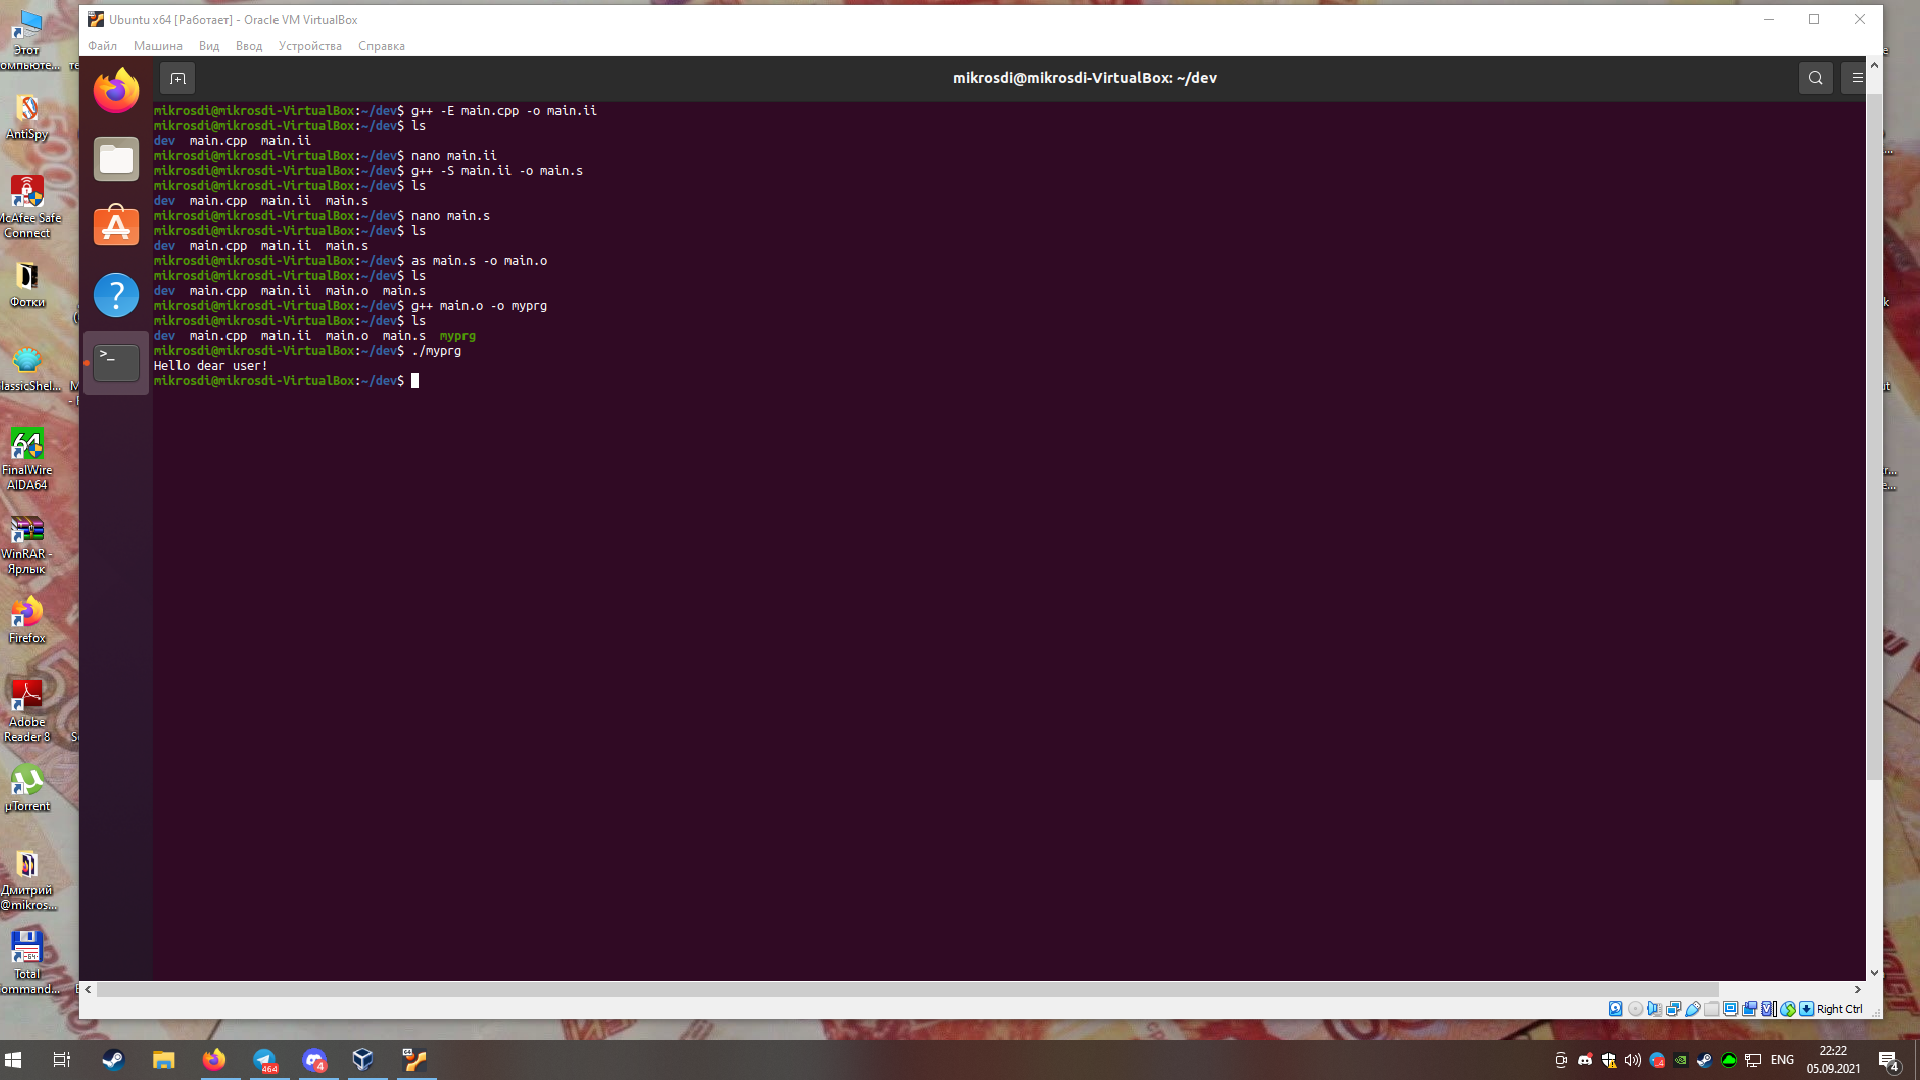 Ubuntu x64 [Работает] - Oracle VM VirtualBox
Файл Машина Вид Ввод Устройства Справка
mikrosdi@mikrosdi-VirtualBox: ~/dev
mikrosdi@mikrosdi-VirtualBox:~/dev$ g++ -E main.cpp -o main.ii
mikrosdi@mikrosdi-VirtualBox:~/dev$ ls
dev main.cpp main.ii
mikrosdi@mikrosdi-VirtualBox:~/dev$ nano main.ii
mikrosdi@mikrosdi-VirtualBox:~/dev$ g++ -S main.ii -o main.s
mikrosdi@mikrosdi-VirtualBox:~/dev$ ls
dev main.cpp main.ii main.s
mikrosdi@mikrosdi-VirtualBox:~/dev$ nano main.s
mikrosdi@mikrosdi-VirtualBox:~/dev$ ls
dev main.cpp main.ii main.s
mikrosdi@mikrosdi-VirtualBox:~/dev$ as main.s -o main.o
mikrosdi@mikrosdi-VirtualBox:~/dev$ ls
dev main.cpp main.ii main.o main.s
mikrosdi@mikrosdi-VirtualBox:~/dev$ g++ main.o -o myprg
mikrosdi@mikrosdi-VirtualBox:~/dev$ ls
dev main.cpp main.ii main.o main.s myprg
mikrosdi@mikrosdi-VirtualBox:~/dev$ ./myprg
Hello dear user!
mikrosdi@mikrosdi-VirtualBox:~/dev$
Этот
омпьюте...
AntiSpy
McAfee Safe
Connect
Фотки
lassicShel...
FinalWire
AIDA64
WinRAR -
Ярлык
Firefox
Adobe
Reader 8
µTorrent
Дмитрий
@mikros...
Total
ommand...
Right Ctrl
464
4
ENG
22:22
05.09.2021
4